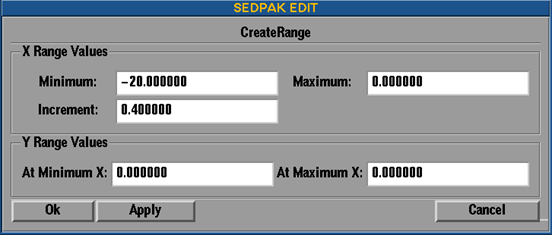 SEDPAK EDIT
CreateRange
X Range Values
Minimum: -20.000000 Maximum: 0.000000
Increment: 0.400000
Y Range Values
At Minimum X: 0.000000 At Maximum X: 0.000000
Ok Apply Cancel